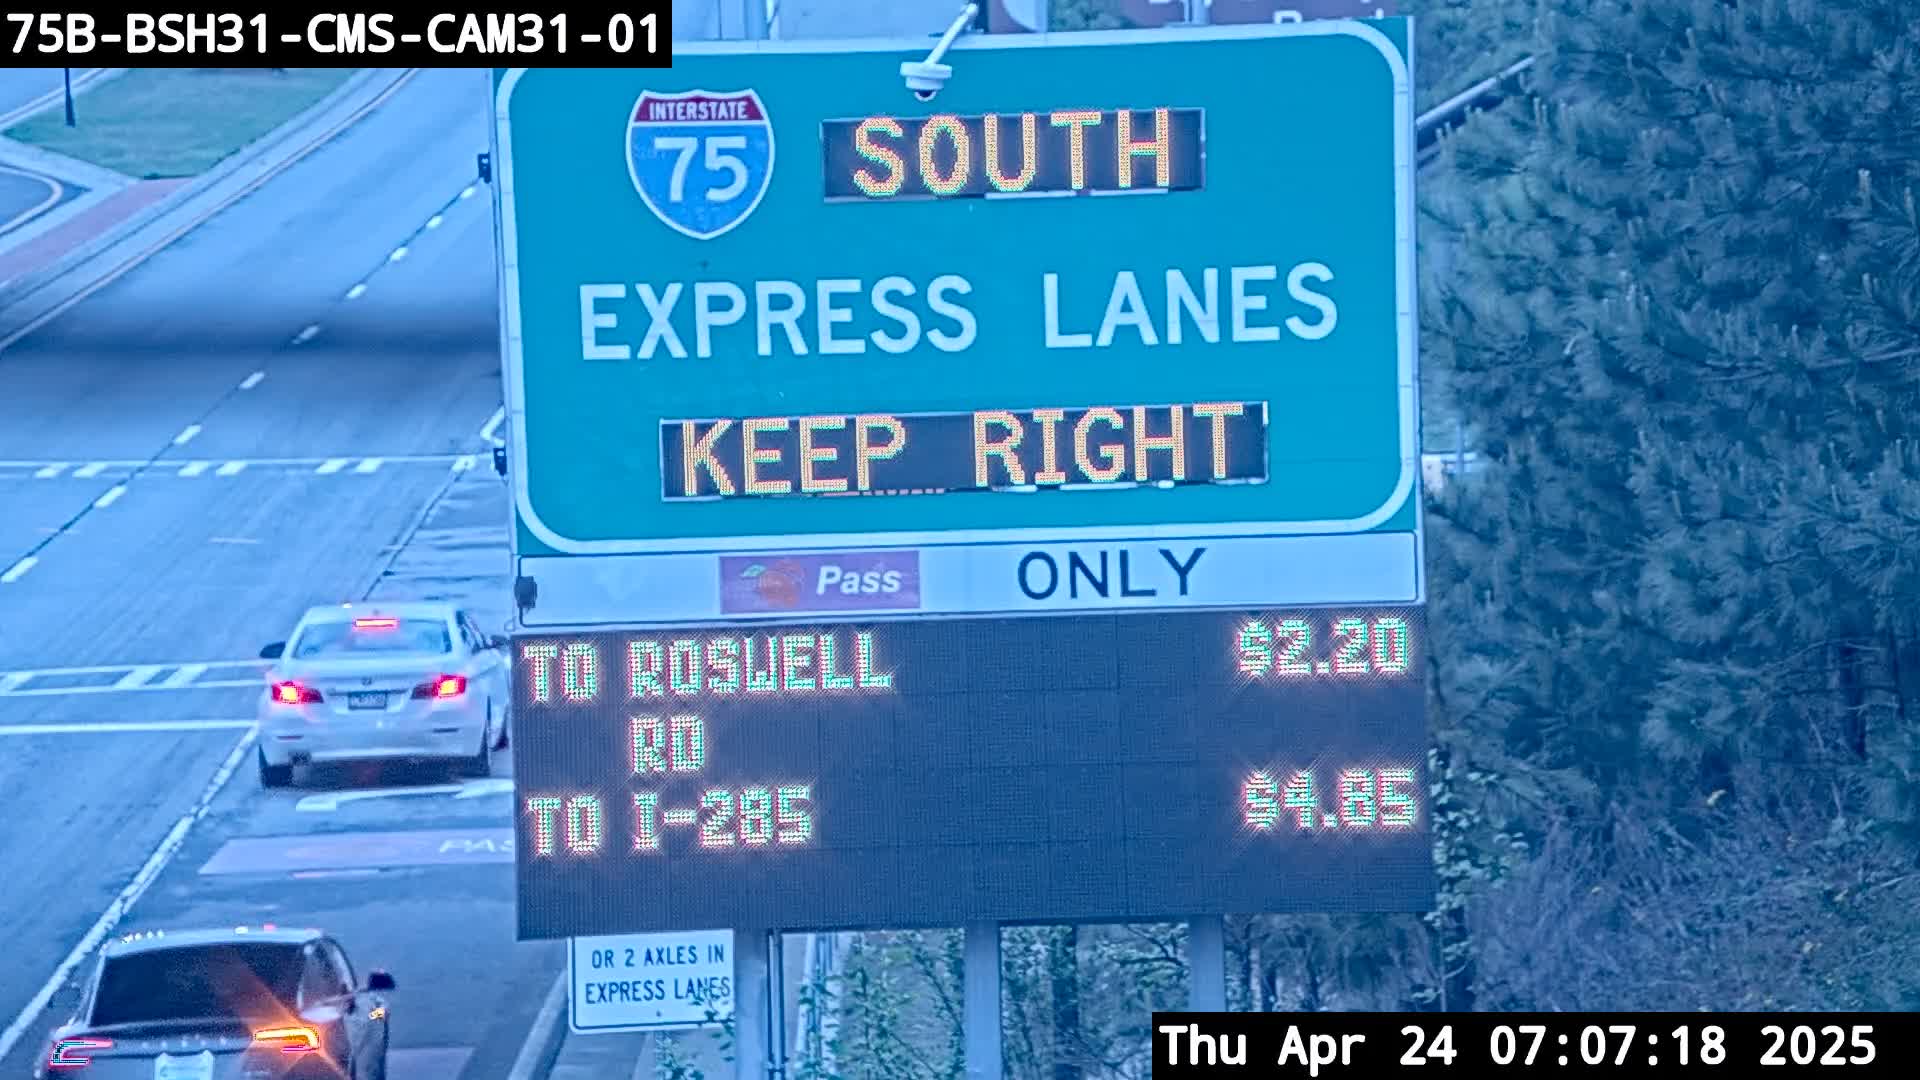 75B-BSH31-CMS-CAM31-01
INTERSTATE
75
SOUTH
EXPRESS LANES
KEEP RIGHT
Pass ONLY
TO ROSWELL $2.20
RD
TO I-285 $4.85
OR 2 AXLES IN
EXPRESS LANES
Thu Apr 24 07:07:18 2025